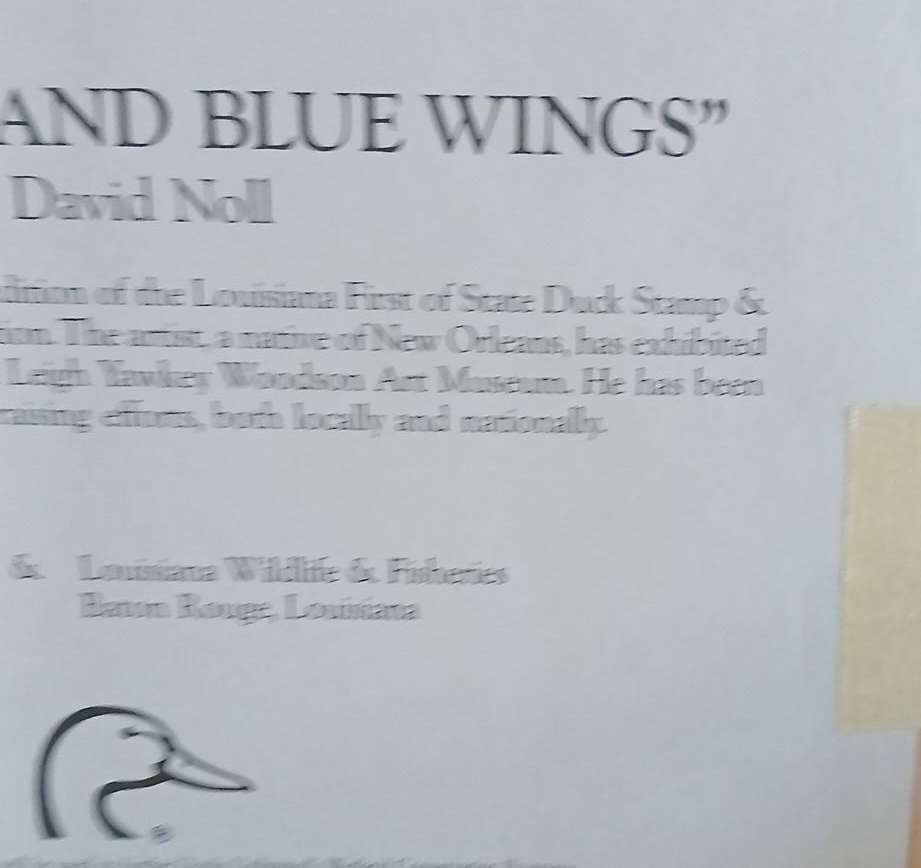 AND BLUE WINGS”
David Noll
dition of the Louisiana First of State Duck Stamp &
tion. The artist, a native of New Orleans, has exhibited
Leigh Yawkey Woodson Art Museum. He has been
raising efforts, both locally and nationally.
& Louisiana Wildlife & Fisheries
Baton Rouge, Louisiana
®